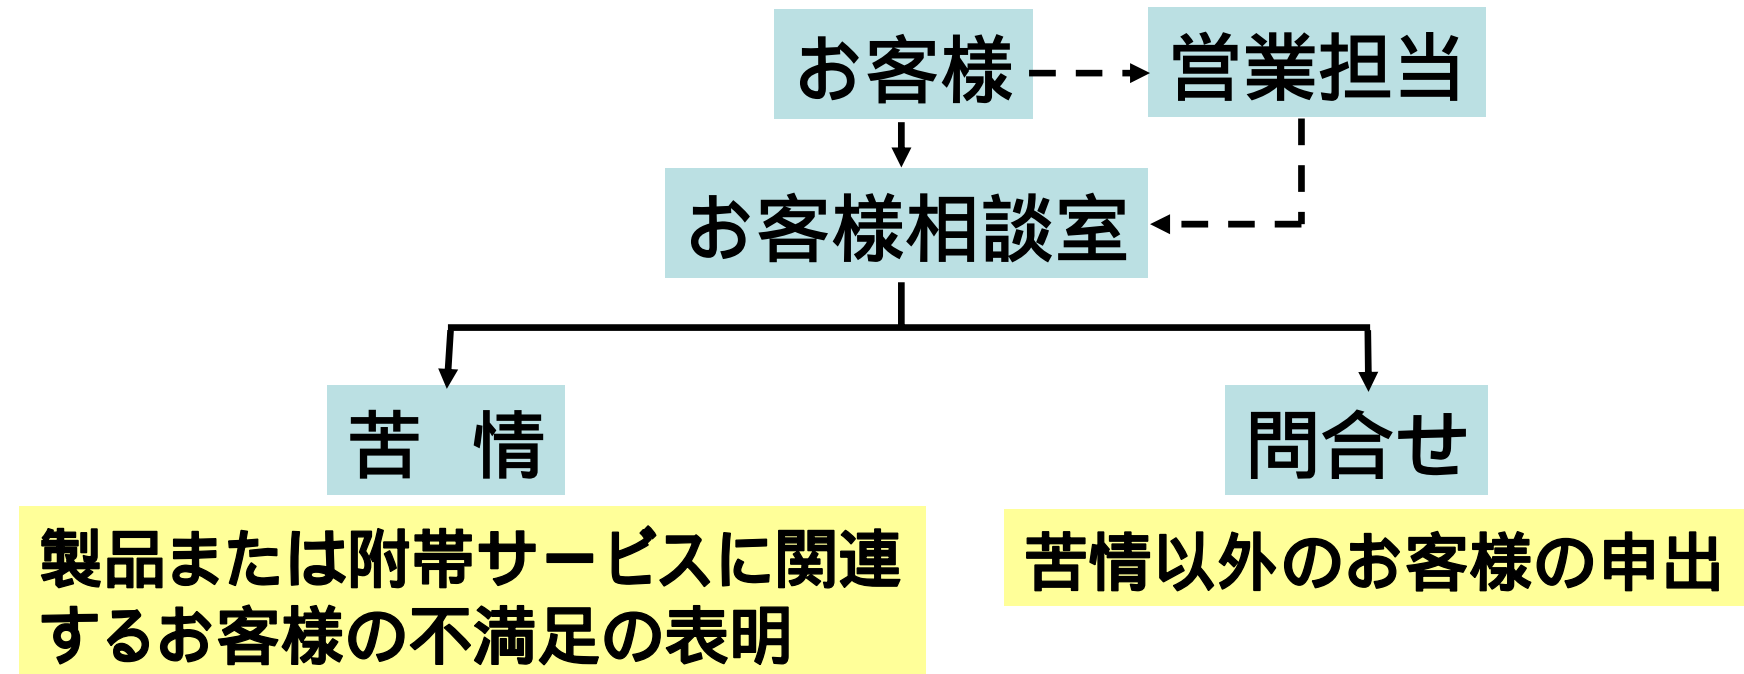 お客様
営業担当
お客様相談室
苦 情
問合せ
製品または附帯サービスに関連
するお客様の不満足の表明
苦情以外のお客様の申出